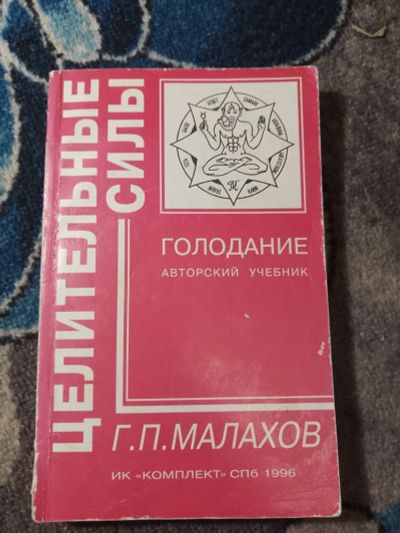 ЦЕЛИТЕЛЬНЫЕ
СИЛЫ
ГОЛОДАНИЕ
АВТОРСКИЙ УЧЕБНИК
Г.П.МАЛАХОВ
ИК «КОМПЛЕКТ» СПб 1996